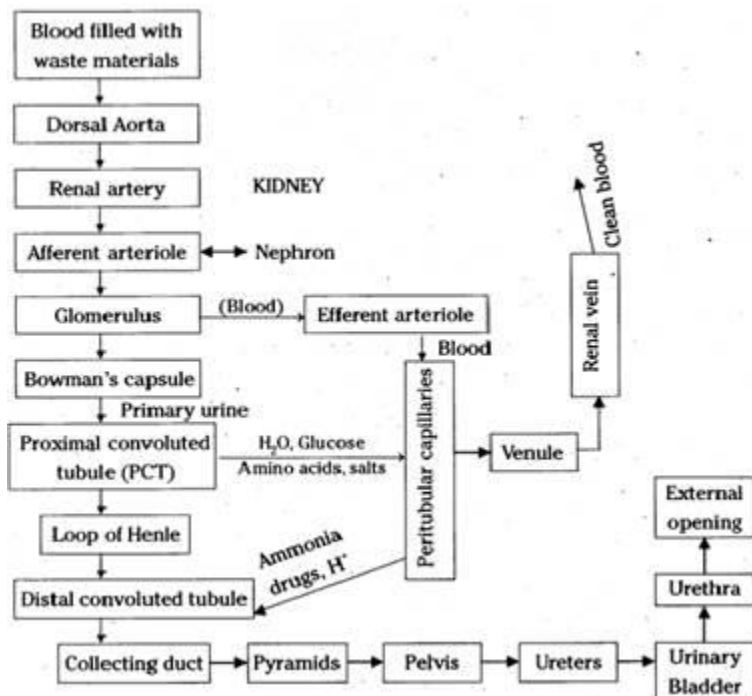 Blood filled with
waste materials
Dorsal Aorta
Renal artery
KIDNEY
Afferent arteriole
Nephron
Glomerulus
(Blood)
Efferent arteriole
Blood
Bowman's capsule
Primary urine
Proximal convoluted
tubule (PCT)
H₂O, Glucose
Amino acids, salts
Peritubular capillaries
Venule
Renal vein
Clean blood
Loop of Henle
Ammonia
drugs, H⁺
Distal convoluted tubule
Collecting duct
Pyramids
Pelvis
Ureters
Urinary
Bladder
Urethra
External
opening